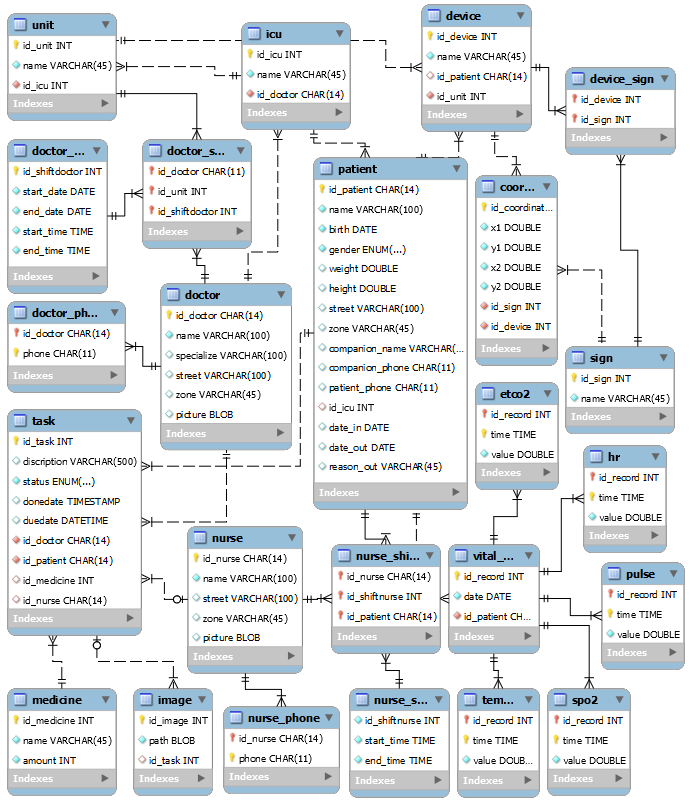 unit
id_unit INT
name VARCHAR(45)
id_icu INT
Indexes
icu
id_icu INT
name VARCHAR(45)
id_doctor CHAR(14)
Indexes
device
id_device INT
name VARCHAR(45)
id_patient CHAR(14)
id_unit INT
Indexes
device_sign
id_device INT
id_sign INT
Indexes
doctor_...
id_shiftdoctor INT
start_date DATE
end_date DATE
start_time TIME
end_time TIME
Indexes
doctor_s...
id_doctor CHAR(11)
id_unit INT
id_shiftdoctor INT
Indexes
patient
id_patient CHAR(14)
name VARCHAR(100)
birth DATE
gender ENUM(...)
weight DOUBLE
height DOUBLE
street VARCHAR(100)
zone VARCHAR(45)
companion_name VARCHAR(...
companion_phone CHAR(11)
patient_phone CHAR(11)
id_icu INT
date_in DATE
date_out DATE
reason_out VARCHAR(45)
Indexes
coor...
id_coordinat...
x1 DOUBLE
y1 DOUBLE
x2 DOUBLE
y2 DOUBLE
id_sign INT
id_device INT
Indexes
doctor_ph...
id_doctor CHAR(14)
phone CHAR(11)
Indexes
doctor
id_doctor CHAR(14)
name VARCHAR(100)
specialize VARCHAR(100)
street VARCHAR(100)
zone VARCHAR(45)
picture BLOB
Indexes
sign
id_sign INT
name VARCHAR(45)
Indexes
task
id_task INT
discription VARCHAR(500)
status ENUM(...)
donedate TIMESTAMP
duedate DATETIME
id_doctor CHAR(14)
id_patient CHAR(14)
id_medicine INT
id_nurse CHAR(14)
Indexes
etco2
id_record INT
time TIME
value DOUBLE
Indexes
hr
id_record INT
time TIME
value DOUBLE
Indexes
nurse
id_nurse CHAR(14)
name VARCHAR(100)
street VARCHAR(100)
zone VARCHAR(45)
picture BLOB
Indexes
nurse_shi...
id_nurse CHAR(14)
id_shiftnurse INT
id_patient CHAR(14)
Indexes
vital_...
id_record INT
date DATE
id_patient CH...
Indexes
pulse
id_record INT
time TIME
value DOUBLE
Indexes
medicine
id_medicine INT
name VARCHAR(45)
amount INT
Indexes
image
id_image INT
path BLOB
id_task INT
Indexes
nurse_phone
id_nurse CHAR(14)
phone CHAR(11)
Indexes
nurse_s...
id_shiftnurse INT
start_time TIME
end_time TIME
Indexes
tem...
id_record INT
time TIME
value DOUB...
Indexes
spo2
id_record INT
time TIME
value DOUBLE
Indexes